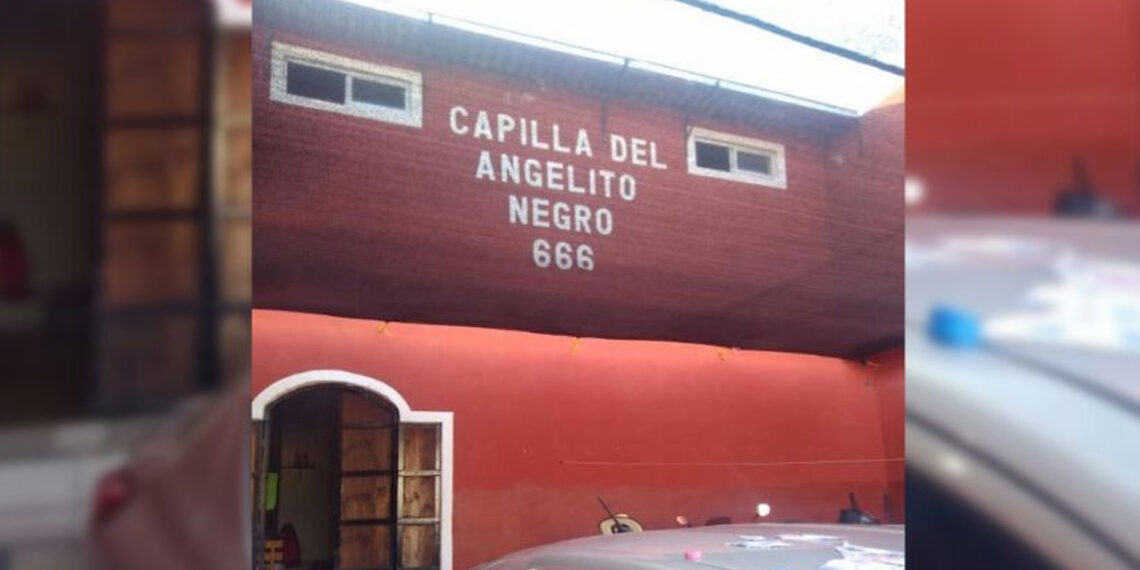 CAPILLA DEL
ANGELITO
NEGRO
666